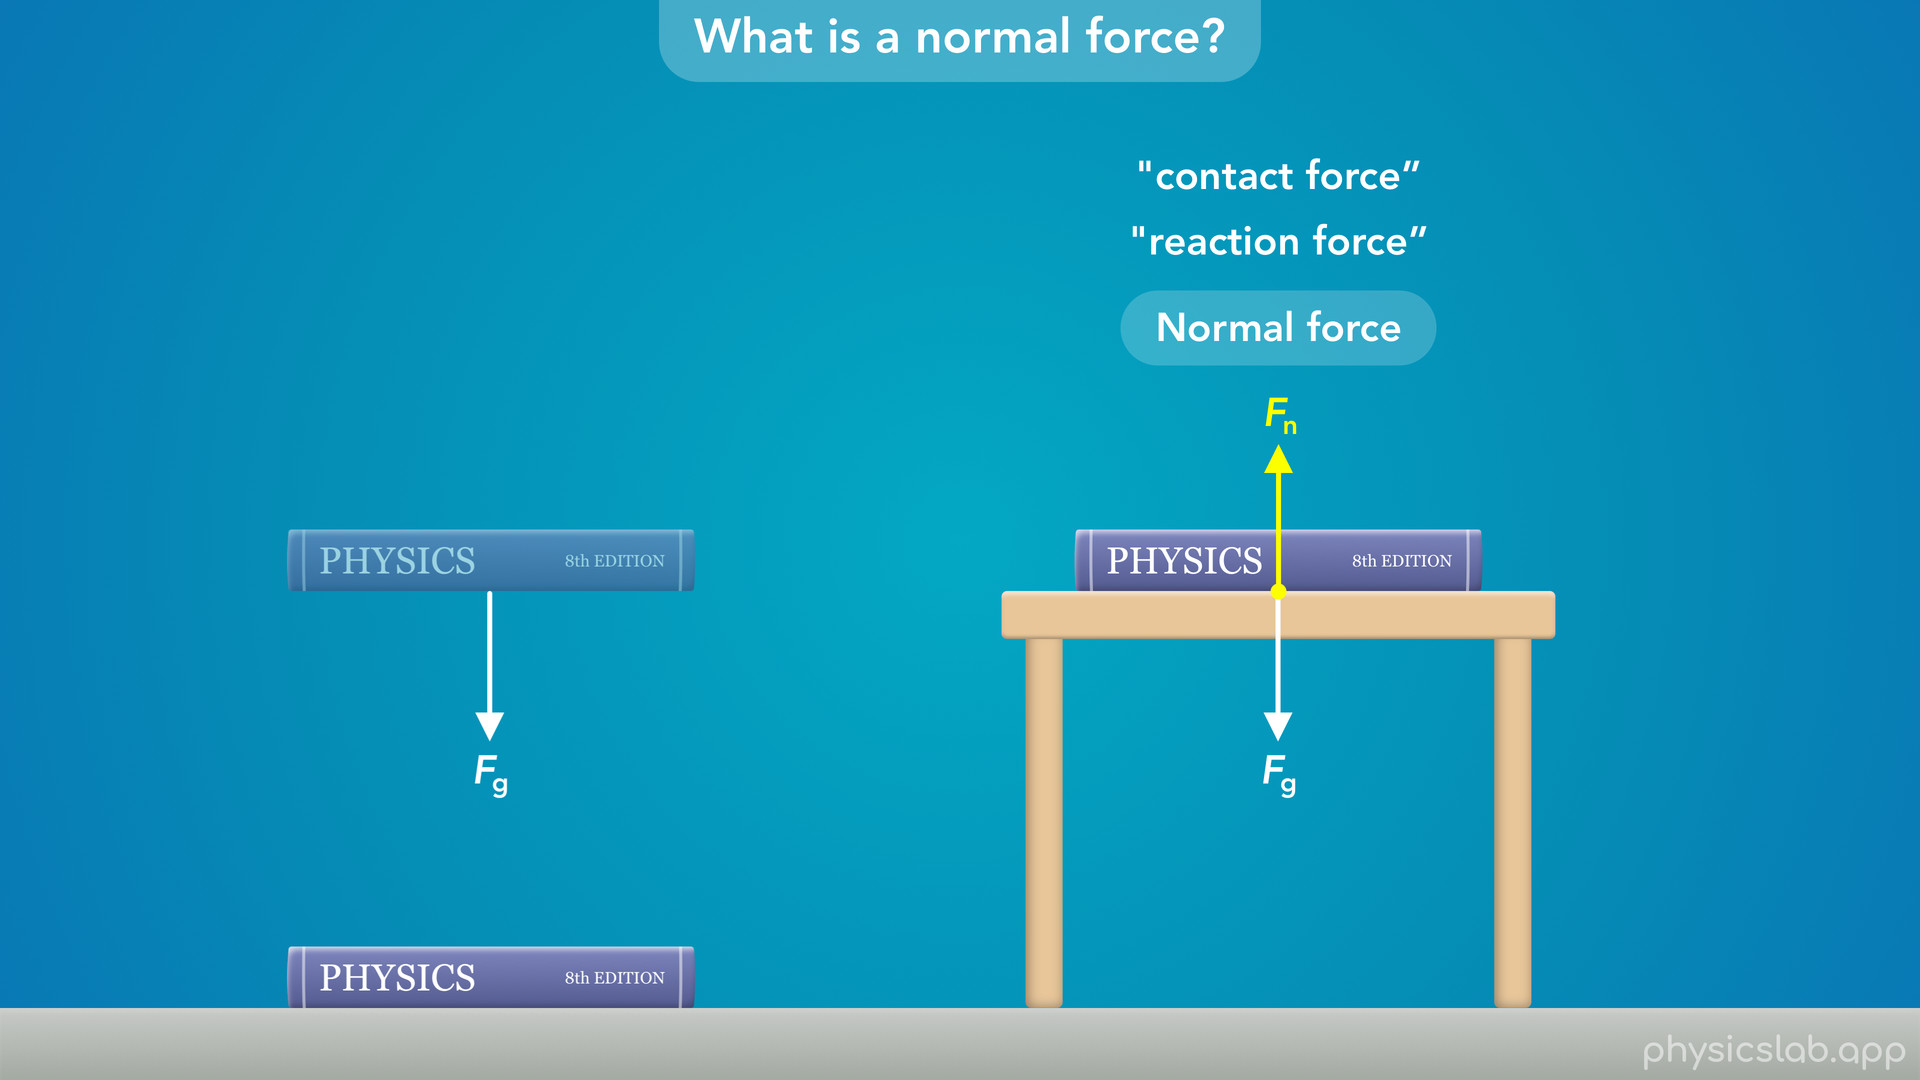 What is a normal force?
"contact force”
"reaction force”
Normal force
Fn
PHYSICS 8th EDITION
PHYSICS 8th EDITION
Fg
Fg
PHYSICS 8th EDITION
physicslab.app